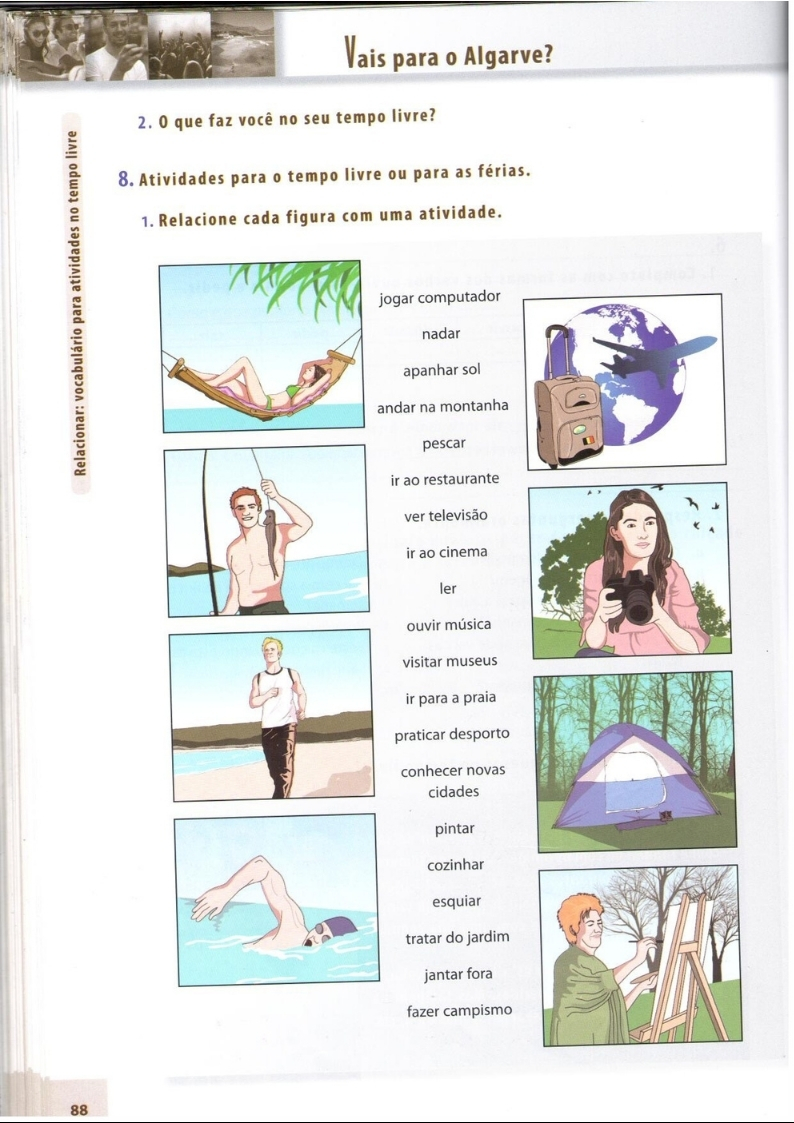 Vais para o Algarve?
Relacionar: vocabulário para atividades no tempo livre
2. O que faz você no seu tempo livre?
8. Atividades para o tempo livre ou para as férias.
1. Relacione cada figura com uma atividade.
jogar computador
nadar
apanhar sol
andar na montanha
pescar
ir ao restaurante
ver televisão
ir ao cinema
ler
ouvir música
visitar museus
ir para a praia
praticar desporto
conhecer novas
cidades
pintar
cozinhar
esquiar
tratar do jardim
jantar fora
fazer campismo
88